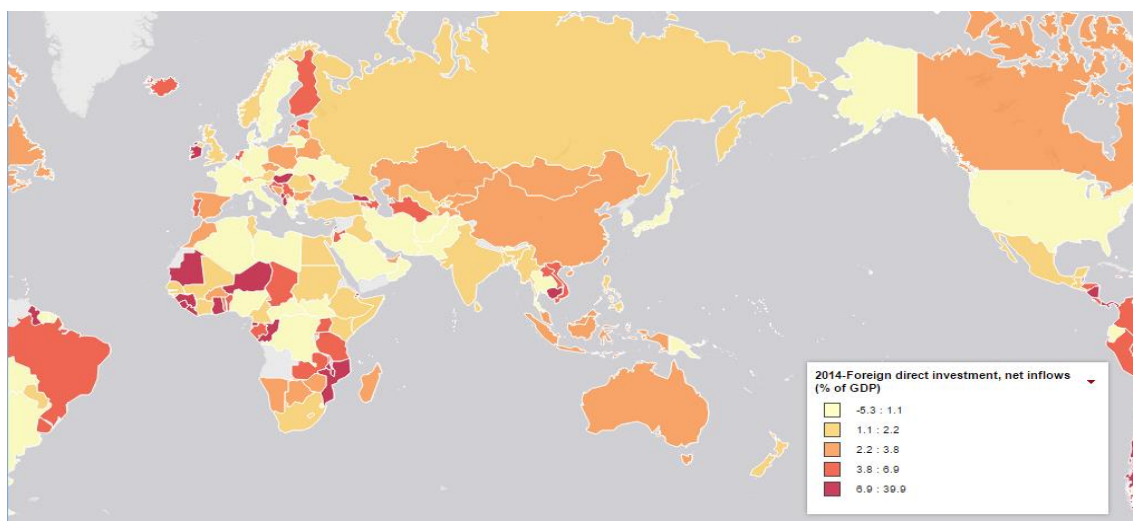 2014-Foreign direct investment, net inflows
(% of GDP)
-5.3 : 1.1
1.1 : 2.2
2.2 : 3.8
3.8 : 6.9
6.9 : 39.9